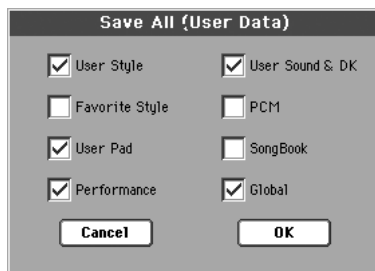 Save All (User Data)
User Style User Sound & DK
Favorite Style PCM
User Pad SongBook
Performance Global
Cancel OK